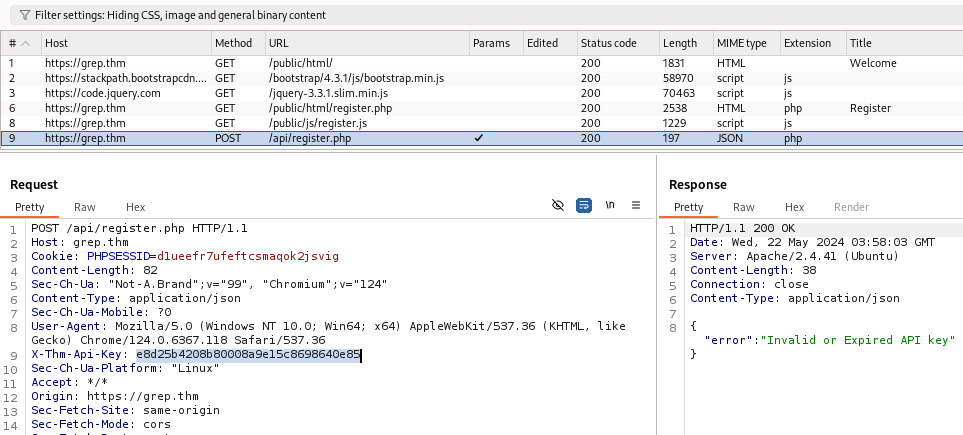 Filter settings: Hiding CSS, image and general binary content
# Host Method URL Params Edited Status code Length MIME type Extension Title
1 https://grep.thm GET /public/html/ 200 1831 HTML Welcome
2 https://stackpath.bootstrapcdn.... GET /bootstrap/4.3.1/js/bootstrap.min.js 200 58970 script js
3 https://code.jquery.com GET /jquery-3.3.1.slim.min.js 200 70463 script js
6 https://grep.thm GET /public/html/register.php 200 2538 HTML php Register
8 https://grep.thm GET /public/js/register.js 200 1229 script js
9 https://grep.thm POST /api/register.php ✓ 200 197 JSON php
Request
Pretty Raw Hex \n
1 POST /api/register.php HTTP/1.1
2 Host: grep.thm
3 Cookie: PHPSESSID=d1ueefr7ufeftcsmaqok2jsvig
4 Content-Length: 82
5 Sec-Ch-Ua: "Not-A.Brand";v="99", "Chromium";v="124"
6 Content-Type: application/json
7 Sec-Ch-Ua-Mobile: ?0
8 User-Agent: Mozilla/5.0 (Windows NT 10.0; Win64; x64) AppleWebKit/537.36 (KHTML, like
Gecko) Chrome/124.0.6367.118 Safari/537.36
9 X-Thm-Api-Key: e8d25b4208b80008a9e15c8698640e85
10 Sec-Ch-Ua-Platform: "Linux"
11 Accept: */*
12 Origin: https://grep.thm
13 Sec-Fetch-Site: same-origin
14 Sec-Fetch-Mode: cors
Response
Pretty Raw Hex Render
1 HTTP/1.1 200 OK
2 Date: Wed, 22 May 2024 03:58:03 GMT
3 Server: Apache/2.4.41 (Ubuntu)
4 Content-Length: 38
5 Connection: close
6 Content-Type: application/json
7
8 {
"error":"Invalid or Expired API key"
}